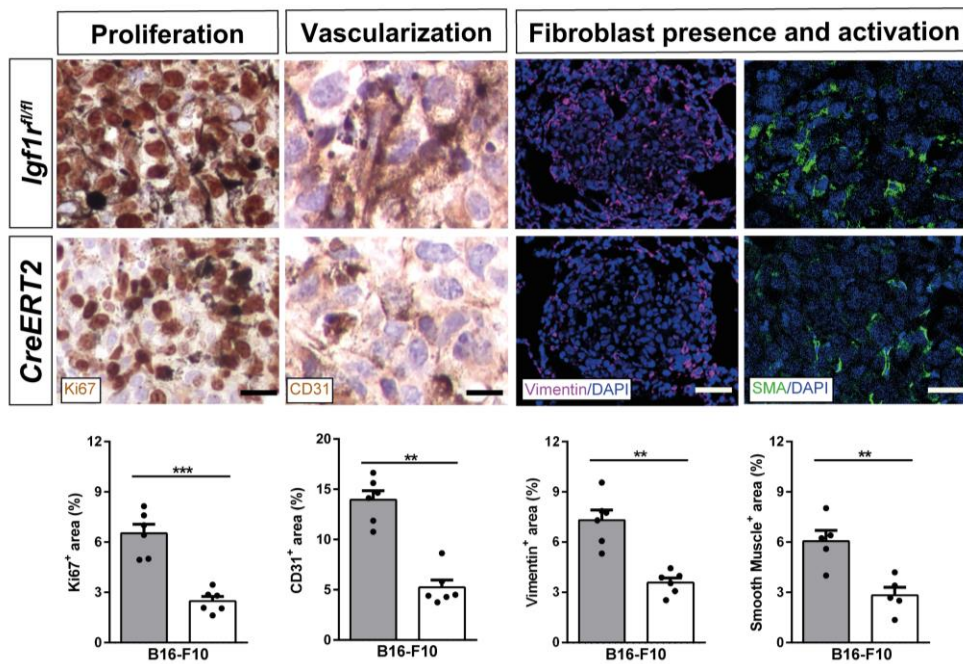 Proliferation
Vascularization
Fibroblast presence and activation
Igf1r^fl/fl
CreERT2
Ki67
CD31
Vimentin/DAPI
SMA/DAPI
12
9
6
3
0
Ki67⁺ area (%)
***
B16-F10
20
15
10
5
0
CD31⁺ area (%)
**
B16-F10
12
9
6
3
0
Vimentin⁺ area (%)
**
B16-F10
12
9
6
3
0
Smooth Muscle⁺ area (%)
**
B16-F10